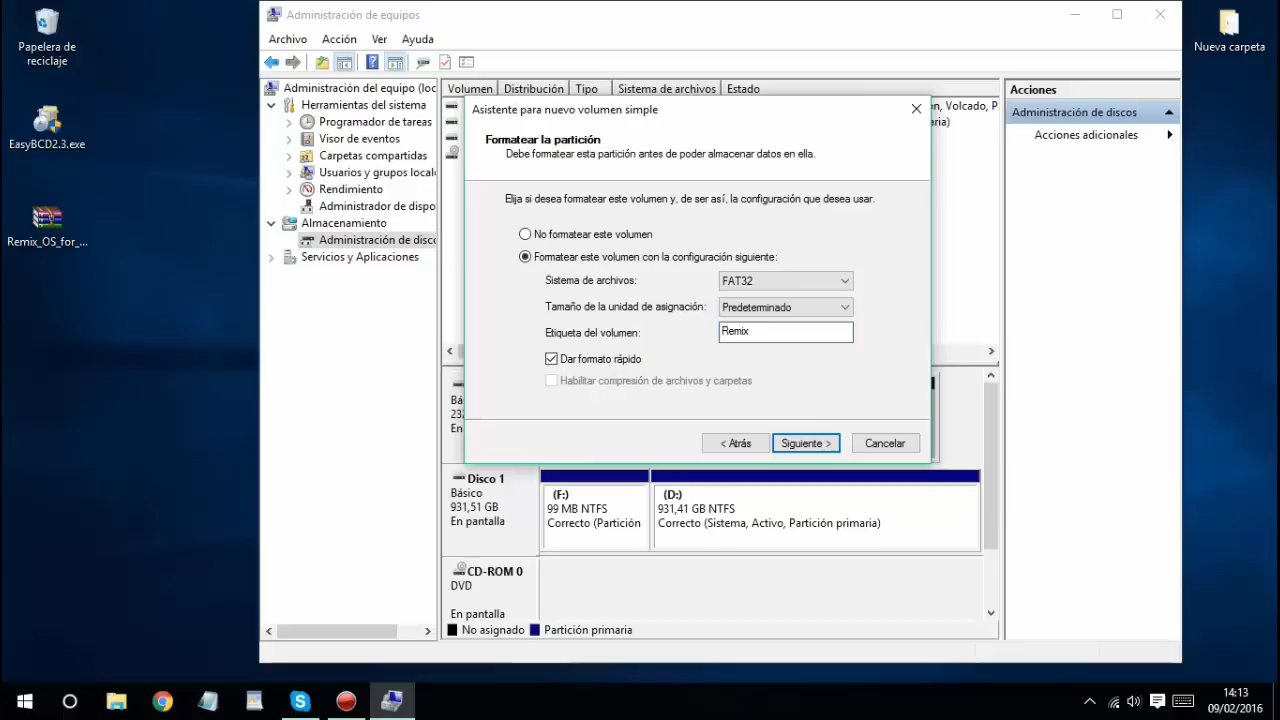 Papelera de
reciclaje
EasyBCD2.3.exe
Remix_OS_for_...
Nueva carpeta
Administración de equipos
Archivo Acción Ver Ayuda
Administración del equipo (loc
Herramientas del sistema
Programador de tareas
Visor de eventos
Carpetas compartidas
Usuarios y grupos local
Rendimiento
Administrador de dispo
Almacenamiento
Administración de disco
Servicios y Aplicaciones
Volumen Distribución Tipo Sistema de archivos Estado
n, Volcado, P
aria)
Acciones
Administración de discos
Acciones adicionales
Asistente para nuevo volumen simple
Formatear la partición
Debe formatear esta partición antes de poder almacenar datos en ella.
Elija si desea formatear este volumen y, de ser así, la configuración que desea usar.
No formatear este volumen
Formatear este volumen con la configuración siguiente:
Sistema de archivos: FAT32
Tamaño de la unidad de asignación: Predeterminado
Etiqueta del volumen: Remix
Dar formato rápido
Habilitar compresión de archivos y carpetas
< Atrás Siguiente > Cancelar
Bá
232
En
Disco 1
Básico
931,51 GB
En pantalla
(F:)
99 MB NTFS
Correcto (Partición
(D:)
931,41 GB NTFS
Correcto (Sistema, Activo, Partición primaria)
CD-ROM 0
DVD
En pantalla
No asignado Partición primaria
14:13
09/02/2016